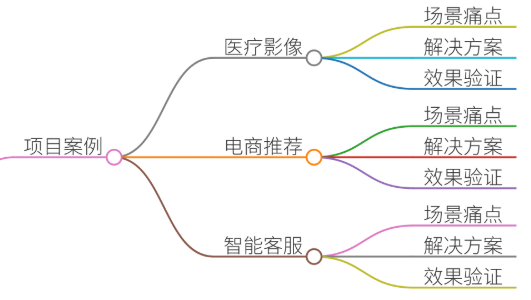 项目案例
医疗影像
场景痛点
解决方案
效果验证
电商推荐
场景痛点
解决方案
效果验证
智能客服
场景痛点
解决方案
效果验证